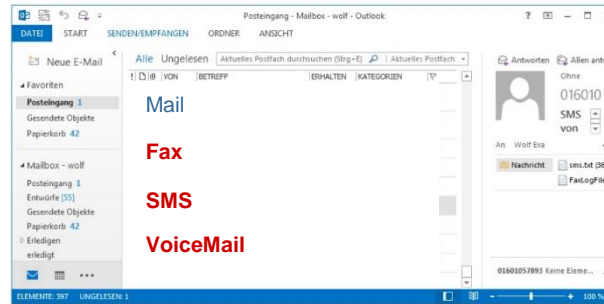 Posteingang - Mailbox - wolf - Outlook
DATEI START SENDEN/EMPFANGEN ORDNER ANSICHT
Neue E-Mail
Favoriten
Posteingang 1
Gesendete Objekte
Papierkorb 42
Mailbox - wolf
Posteingang 1
Entwürfe [55]
Gesendete Objekte
Papierkorb 42
Erledigen
erledigt
Alle Ungelesen Aktuelles Postfach durchsuchen (Strg+E) Aktuelles Postfach
VON BETREFF ERHALTEN KATEGORIEN
Mail
Fax
SMS
VoiceMail
Antworten Allen ant
Ohne
016010
SMS
von
An Wolf Eva
Nachricht sms.txt (36
FaxLogFile
01601057893 Keine Eleme...
ELEMENTE: 397 UNGELESEN: 1 100 %